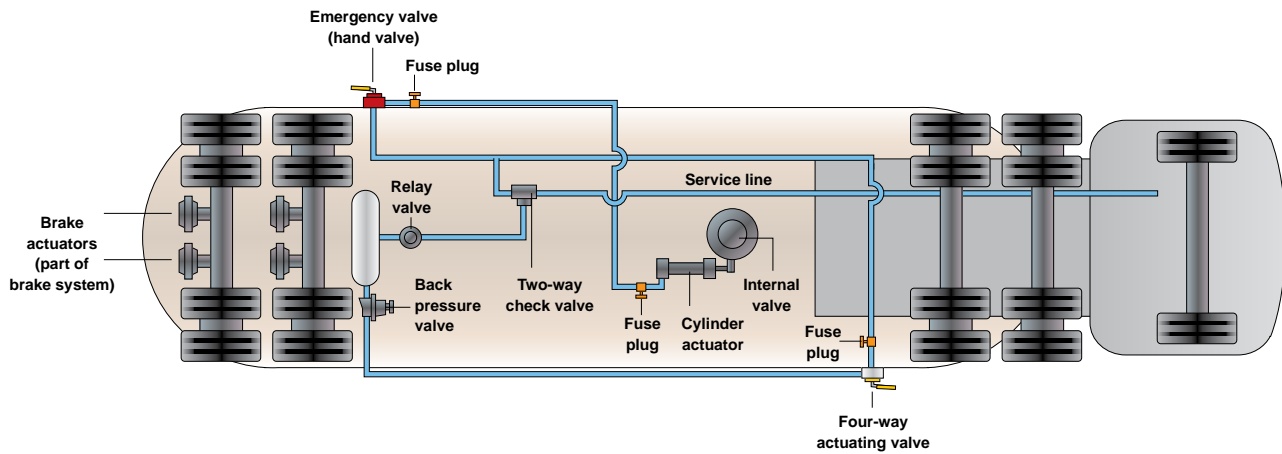 Emergency valve
(hand valve)
Fuse plug
Service line
Relay
valve
Brake
actuators
(part of
brake system)
Back
pressure
valve
Two-way
check valve
Internal
valve
Fuse
plug
Cylinder
actuator
Fuse
plug
Four-way
actuating valve